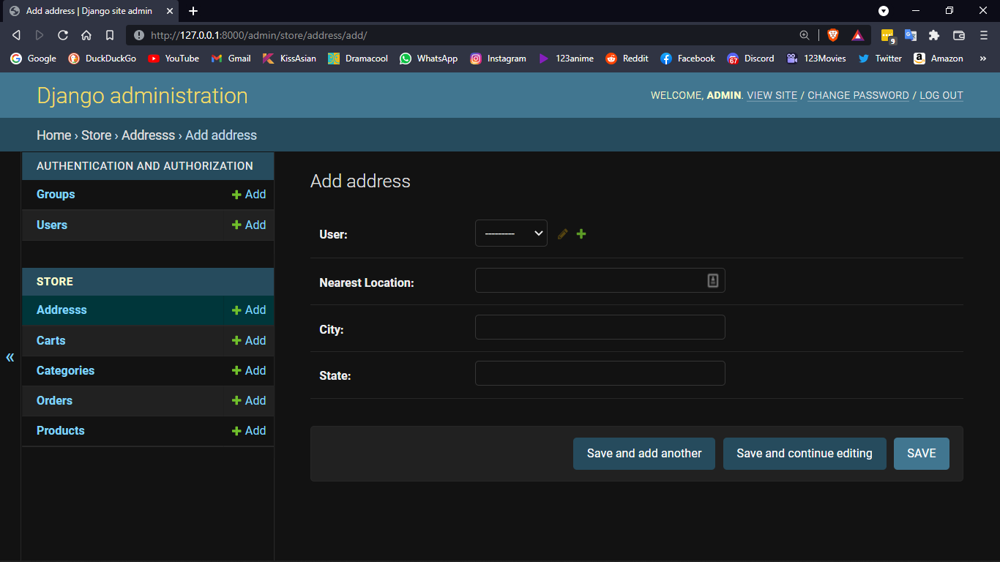 Add address | Django site admin
http://127.0.0.1:8000/admin/store/address/add/
9
Google DuckDuckGo YouTube Gmail KissAsian Dramacool WhatsApp Instagram 123anime Reddit Facebook 67 Discord 123Movies Twitter a Amazon »
Django administration
WELCOME, ADMIN. VIEW SITE / CHANGE PASSWORD / LOG OUT
Home › Store › Addresss › Add address
AUTHENTICATION AND AUTHORIZATION
Groups + Add
Users + Add
STORE
Addresss + Add
Carts + Add
Categories + Add
Orders + Add
Products + Add
«
Add address
User: ---------
Nearest Location:
City:
State:
Save and add another Save and continue editing SAVE